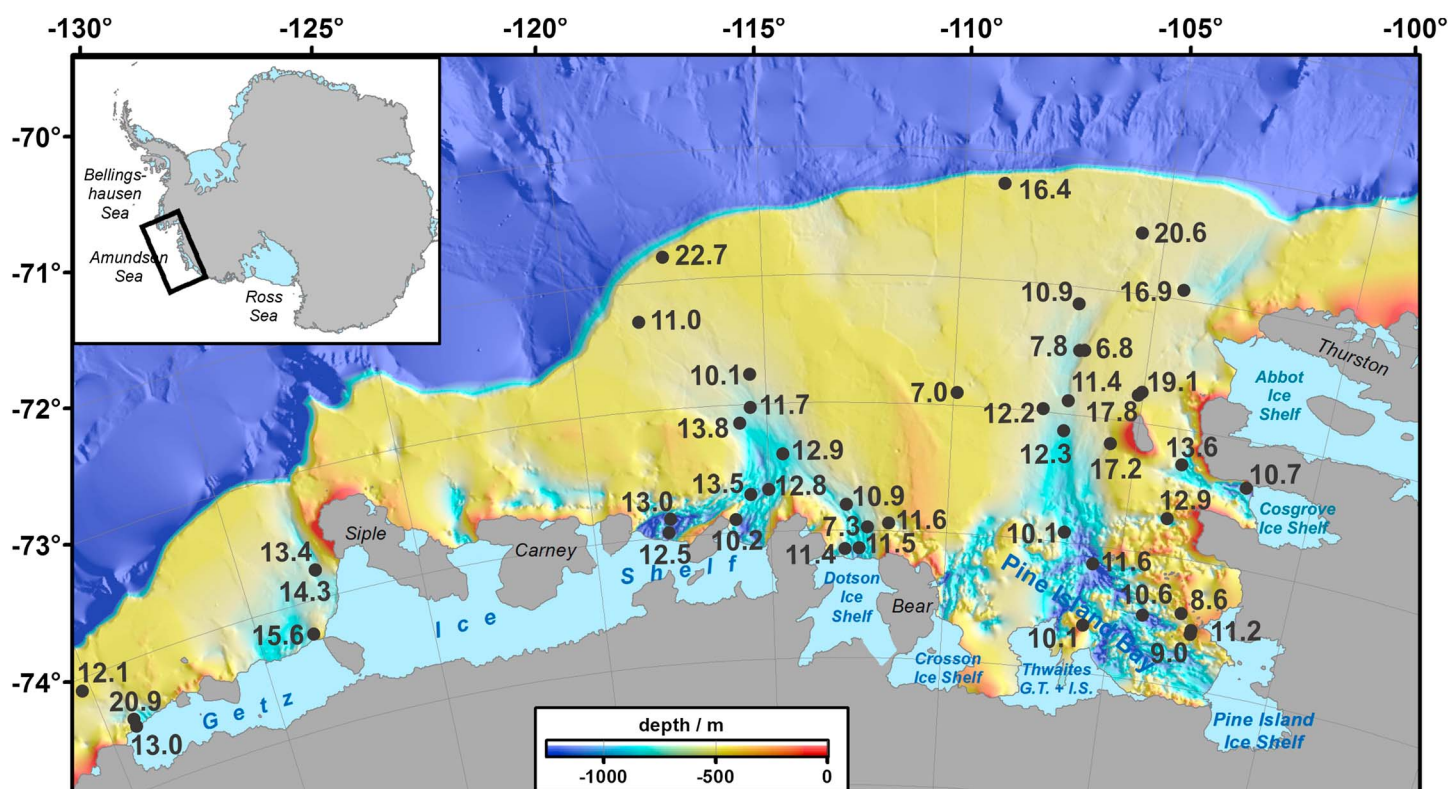 -130°
-125°
-120°
-115°
-110°
-105°
-100°
-70°
-71°
-72°
-73°
-74°
Bellings-
hausen
Sea
Amundsen
Sea
Ross
Sea
16.4
20.6
22.7
16.9
10.9
11.0
7.8
6.8
10.1
7.0
11.4
19.1
11.7
12.2
17.8
13.8
12.9
12.3
17.2
13.6
10.7
13.5
12.8
10.9
12.9
13.0
7.3
11.6
12.5
10.2
11.4
11.5
10.1
11.6
13.4
14.3
15.6
10.6
8.6
11.2
10.1
9.0
12.1
20.9
13.0
Thurston
Abbot
Ice
Shelf
Cosgrove
Ice Shelf
Siple
Carney
Getz Ice Shelf
Dotson
Ice
Shelf
Bear
Crosson
Ice Shelf
Pine Island Bay
Thwaites
G.T. + I.S.
Pine Island
Ice Shelf
depth / m
-1000
-500
0